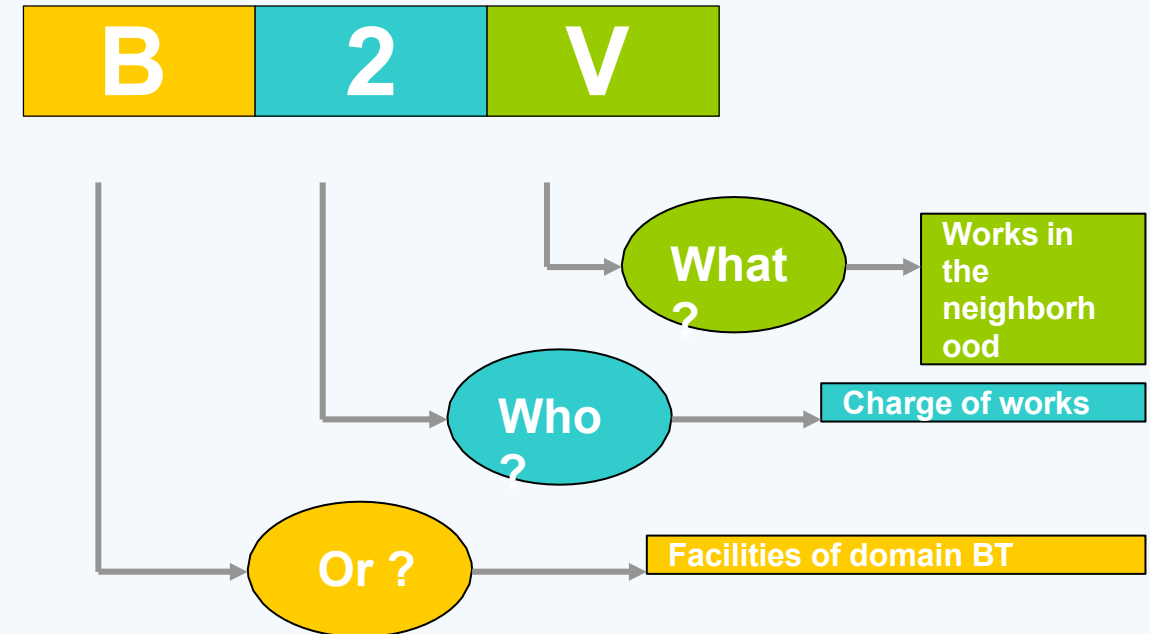 B 2 V
What
?
Works in
the
neighborh
ood
Who
?
Charge of works
Or ?
Facilities of domain BT